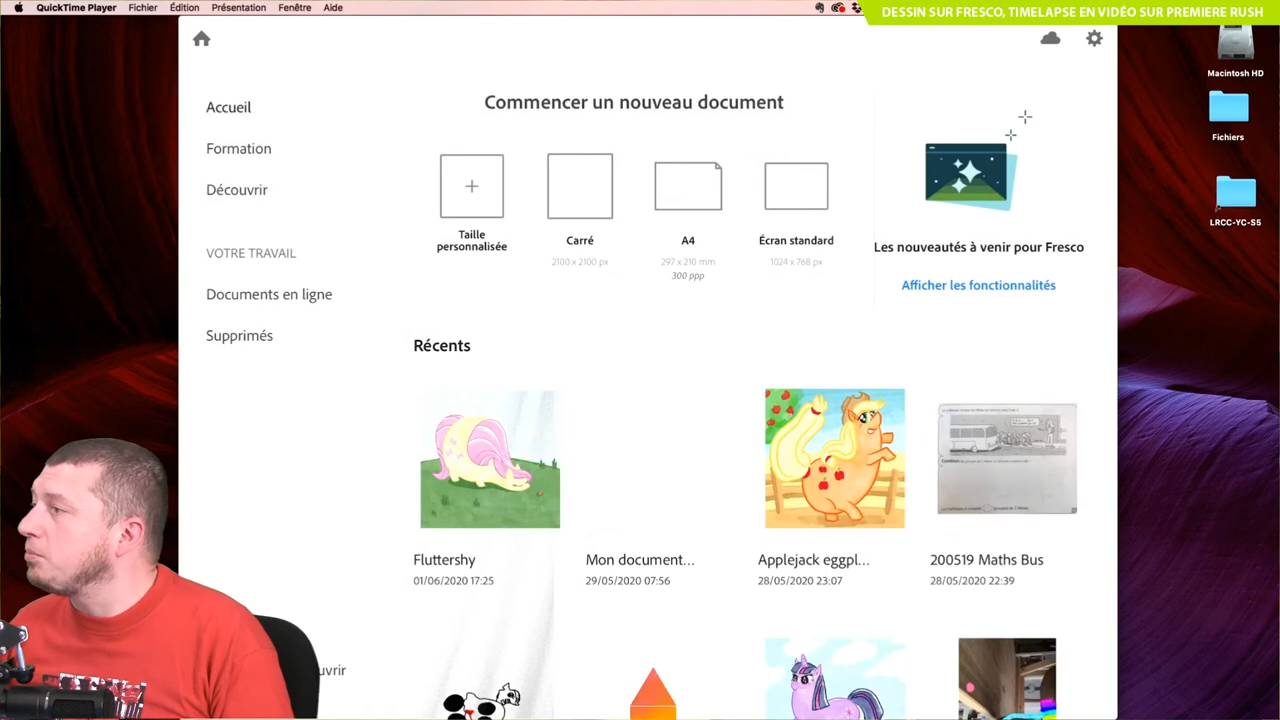 QuickTime Player Fichier Édition Présentation Fenêtre Aide
DESSIN SUR FRESCO, TIMELAPSE EN VIDÉO SUR PREMIERE RUSH
Macintosh HD
Fichiers
LRCC-YC-S5
Accueil
Formation
Découvrir
VOTRE TRAVAIL
Documents en ligne
Supprimés
Commencer un nouveau document
Taille
personnalisée
Carré
2100 x 2100 px
A4
297 x 210 mm
300 ppp
Écran standard
1024 x 768 px
Les nouveautés à venir pour Fresco
Afficher les fonctionnalités
Récents
Fluttershy
01/06/2020 17:25
Mon document...
29/05/2020 07:56
Applejack eggpl...
28/05/2020 23:07
200519 Maths Bus
28/05/2020 22:39
uvrir